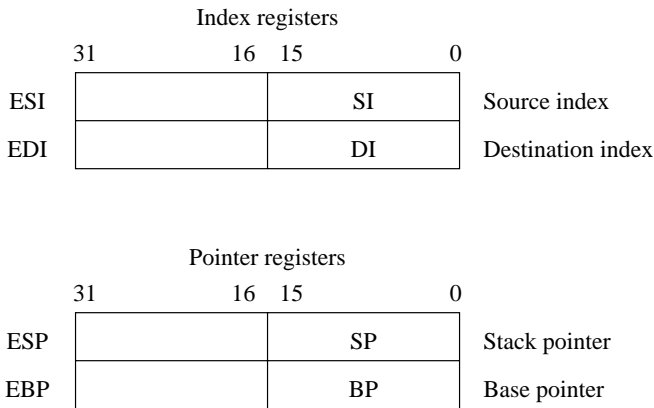 Index registers
31 16 15 0
ESI SI Source index
EDI DI Destination index
Pointer registers
31 16 15 0
ESP SP Stack pointer
EBP BP Base pointer